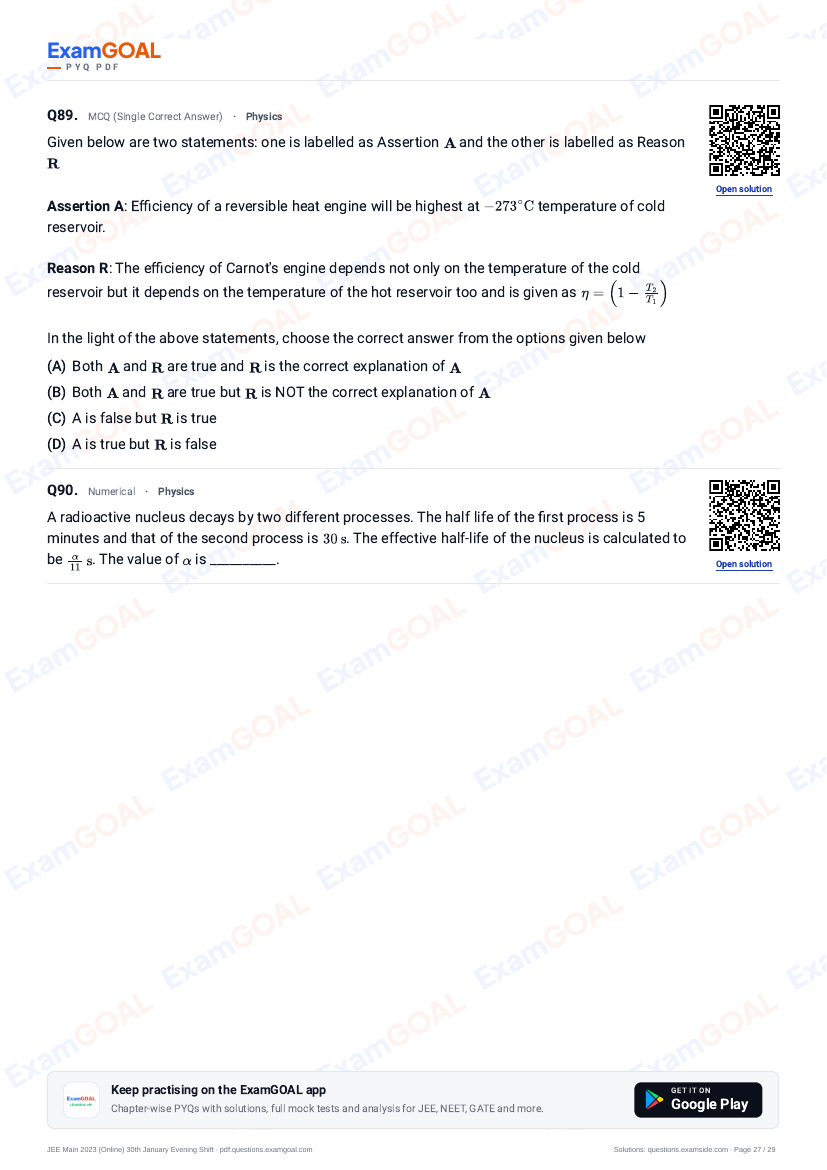 ExamGOAL
PYQ PDF
Q89. MCQ (Single Correct Answer) · Physics
Given below are two statements: one is labelled as Assertion A and the other is labelled as Reason
R
Open solution
Assertion A: Efficiency of a reversible heat engine will be highest at −273°C temperature of cold
reservoir.
Reason R: The efficiency of Carnot's engine depends not only on the temperature of the cold
reservoir but it depends on the temperature of the hot reservoir too and is given as η = (1 − T₂/T₁)
In the light of the above statements, choose the correct answer from the options given below
(A) Both A and R are true and R is the correct explanation of A
(B) Both A and R are true but R is NOT the correct explanation of A
(C) A is false but R is true
(D) A is true but R is false
Q90. Numerical · Physics
A radioactive nucleus decays by two different processes. The half life of the first process is 5
minutes and that of the second process is 30 s. The effective half-life of the nucleus is calculated to
be α/11 s. The value of α is __________.
Open solution
Keep practising on the ExamGOAL app
Chapter-wise PYQs with solutions, full mock tests and analysis for JEE, NEET, GATE and more.
GET IT ON
Google Play
JEE Main 2023 (Online) 30th January Evening Shift · pdf.questions.examgoal.com
Solutions: questions.examside.com · Page 27 / 29